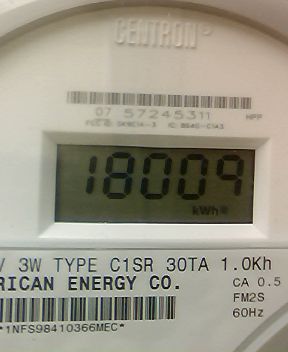 CENTRON®
07 57245311 HPP
18009
kWh
V 3W TYPE C1SR 30TA 1.0Kh
RICAN ENERGY CO. CA 0.5
FM2S
*1NFS98410366MEC* 60Hz